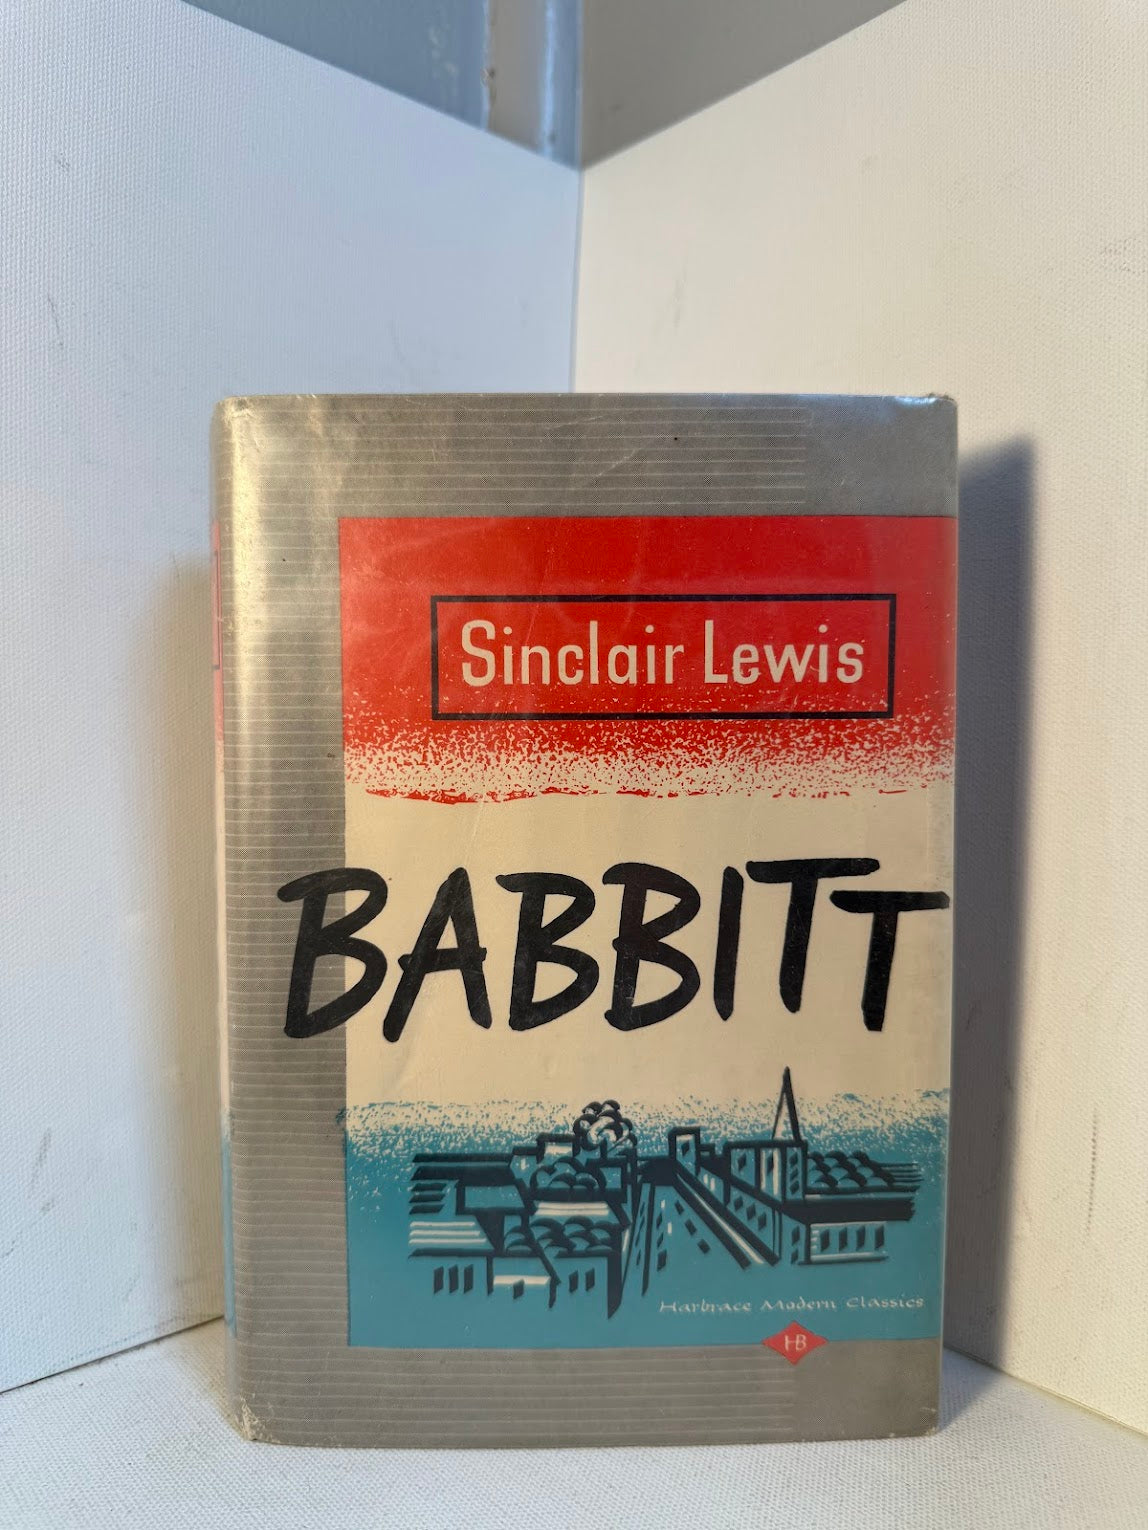 Sinclair Lewis
BABBITT
Harbrace Modern Classics
HB